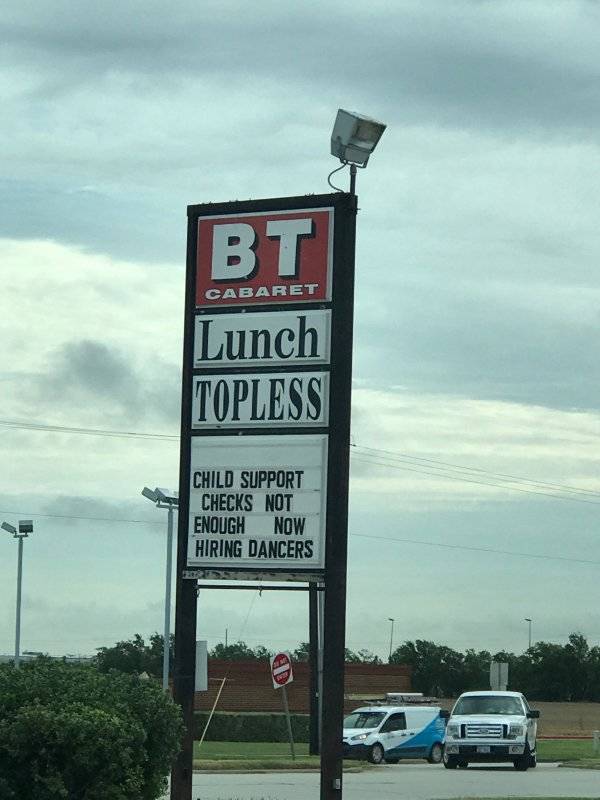 BT
CABARET
Lunch
TOPLESS
CHILD SUPPORT
CHECKS NOT
ENOUGH NOW
HIRING DANCERS